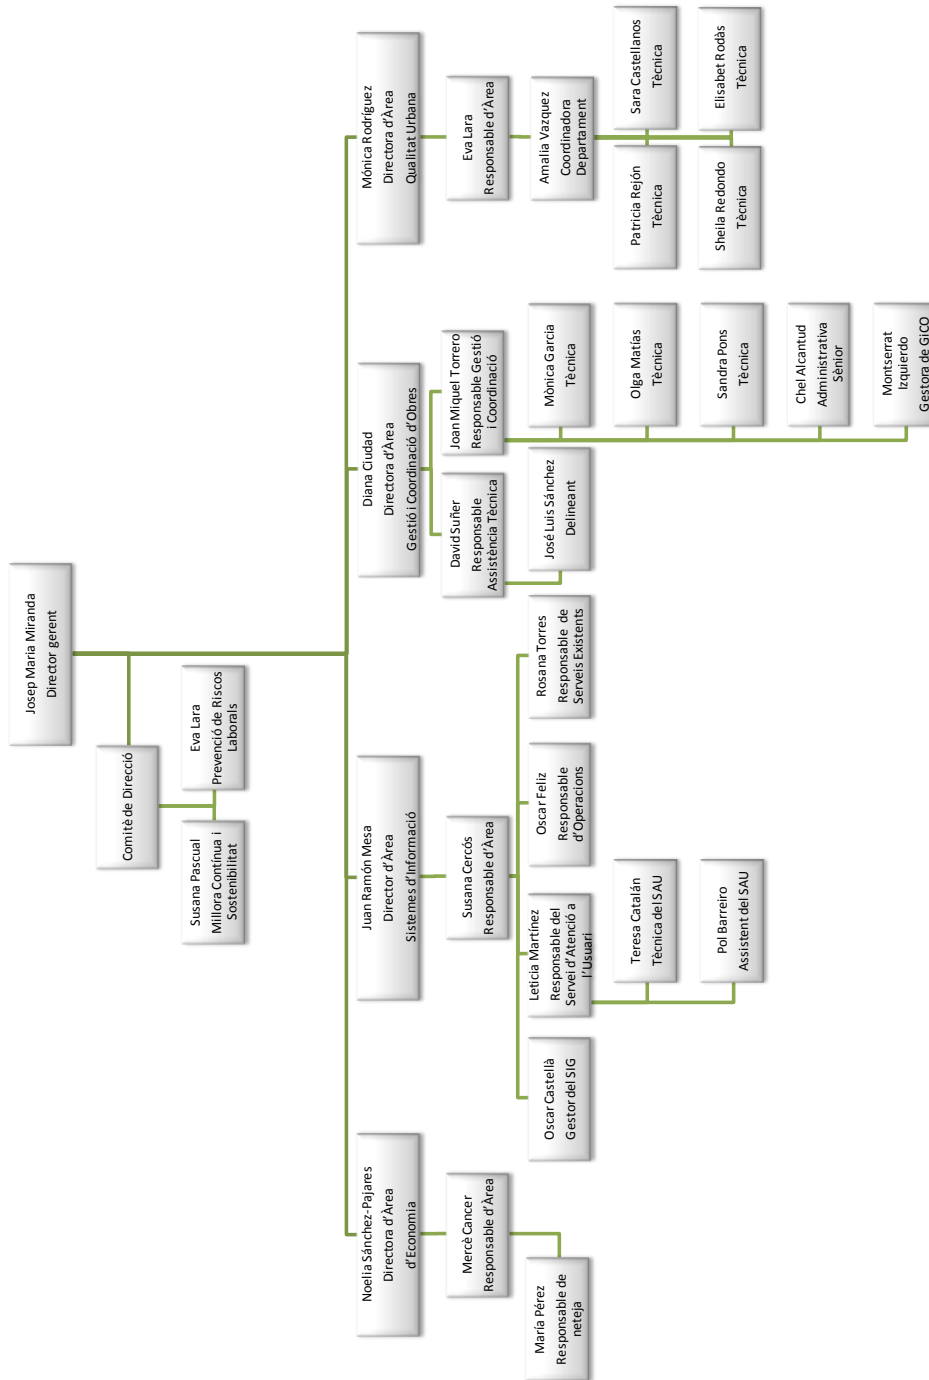 Josep Maria Miranda
Director gerent
Comitè de Direcció
Susana Pascual
Millora Contínua i
Sostenibilitat
Eva Lara
Prevenció de Riscos
Laborals
Noelia Sánchez-Pajares
Directora d'Àrea
d'Economia
Mercè Cancer
Responsable d'Àrea
María Pérez
Responsable de
neteja
Juan Ramón Mesa
Director d'Àrea
Sistemes d'Informació
Susana Cercós
Responsable d'Àrea
Oscar Castellà
Gestor del SIG
Leticia Martínez
Responsable del
Servei d'Atenció a
l'Usuari
Teresa Catalán
Tècnica del SAU
Pol Barreiro
Assistent del SAU
Oscar Feliz
Responsable
d'Operacions
Rosana Torres
Responsable de
Serveis Existents
Diana Ciudad
Directora d'Àrea
Gestió i Coordinació d'Obres
David Suñer
Responsable
Assistència Tècnica
José Luis Sánchez
Delineant
Joan Miquel Torrero
Responsable Gestió
i Coordinació
Mònica Garcia
Tècnica
Olga Matías
Tècnica
Sandra Pons
Tècnica
Chel Alcantud
Administrativa
Sènior
Montserrat
Izquierdo
Gestora de GiCO
Mónica Rodríguez
Directora d'Àrea
Qualitat Urbana
Eva Lara
Responsable d'Àrea
Amalia Vazquez
Coordinadora
Departament
Patricia Rejón
Tècnica
Sara Castellanos
Tècnica
Sheila Redondo
Tècnica
Elisabet Rodàs
Tècnica